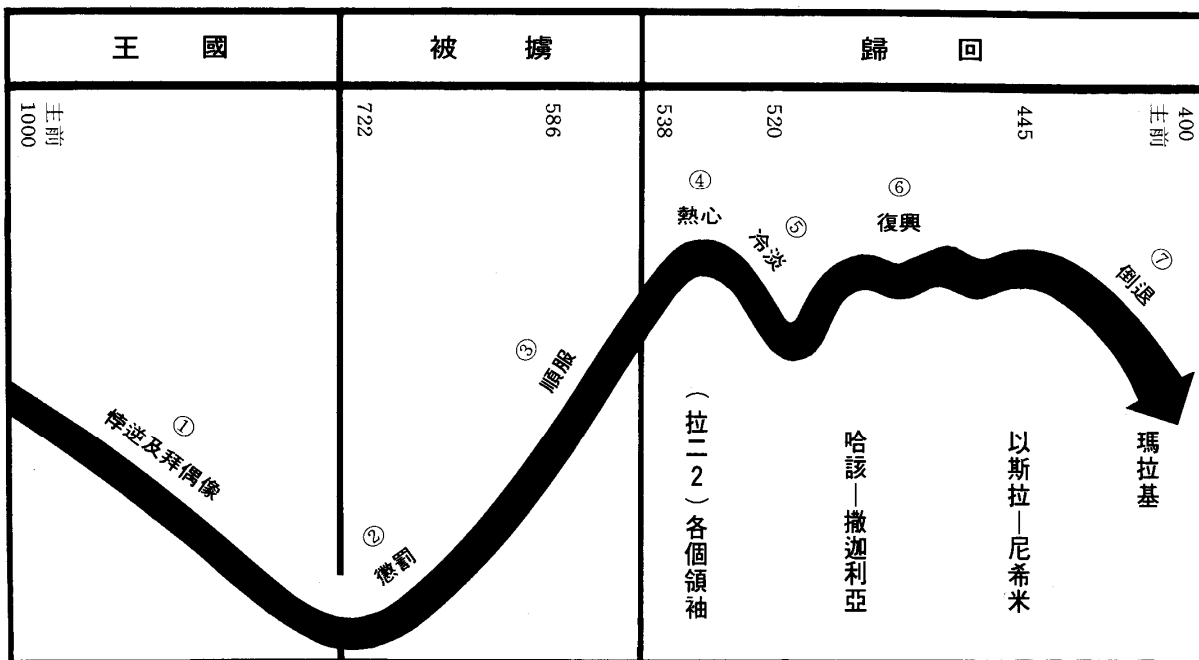 王國
被擄
歸回
主前
1000
722
586
538
520
445
400
主前
①
悖逆及拜偶像
②
懲罰
③
順服
④
熱心
⑤
冷淡
⑥
復興
⑦
倒退
（拉二2）各個領袖
哈該—撒迦利亞
以斯拉—尼希米
瑪拉基